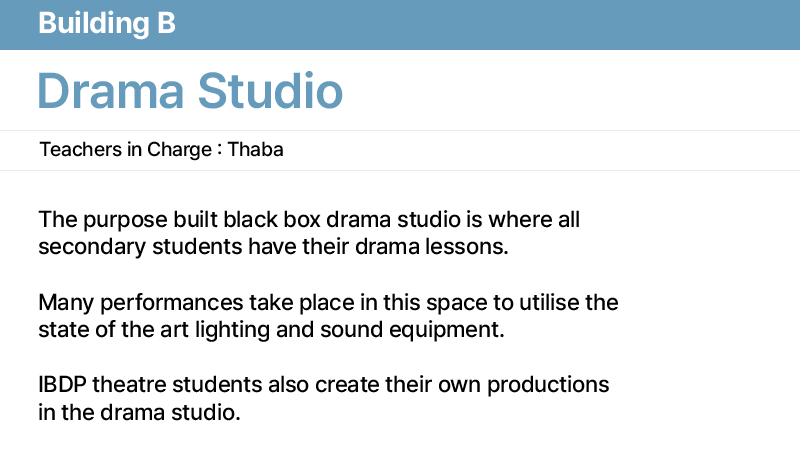 Building B
Drama Studio
Teachers in Charge : Thaba
The purpose built black box drama studio is where all
secondary students have their drama lessons.
Many performances take place in this space to utilise the
state of the art lighting and sound equipment.
IBDP theatre students also create their own productions
in the drama studio.